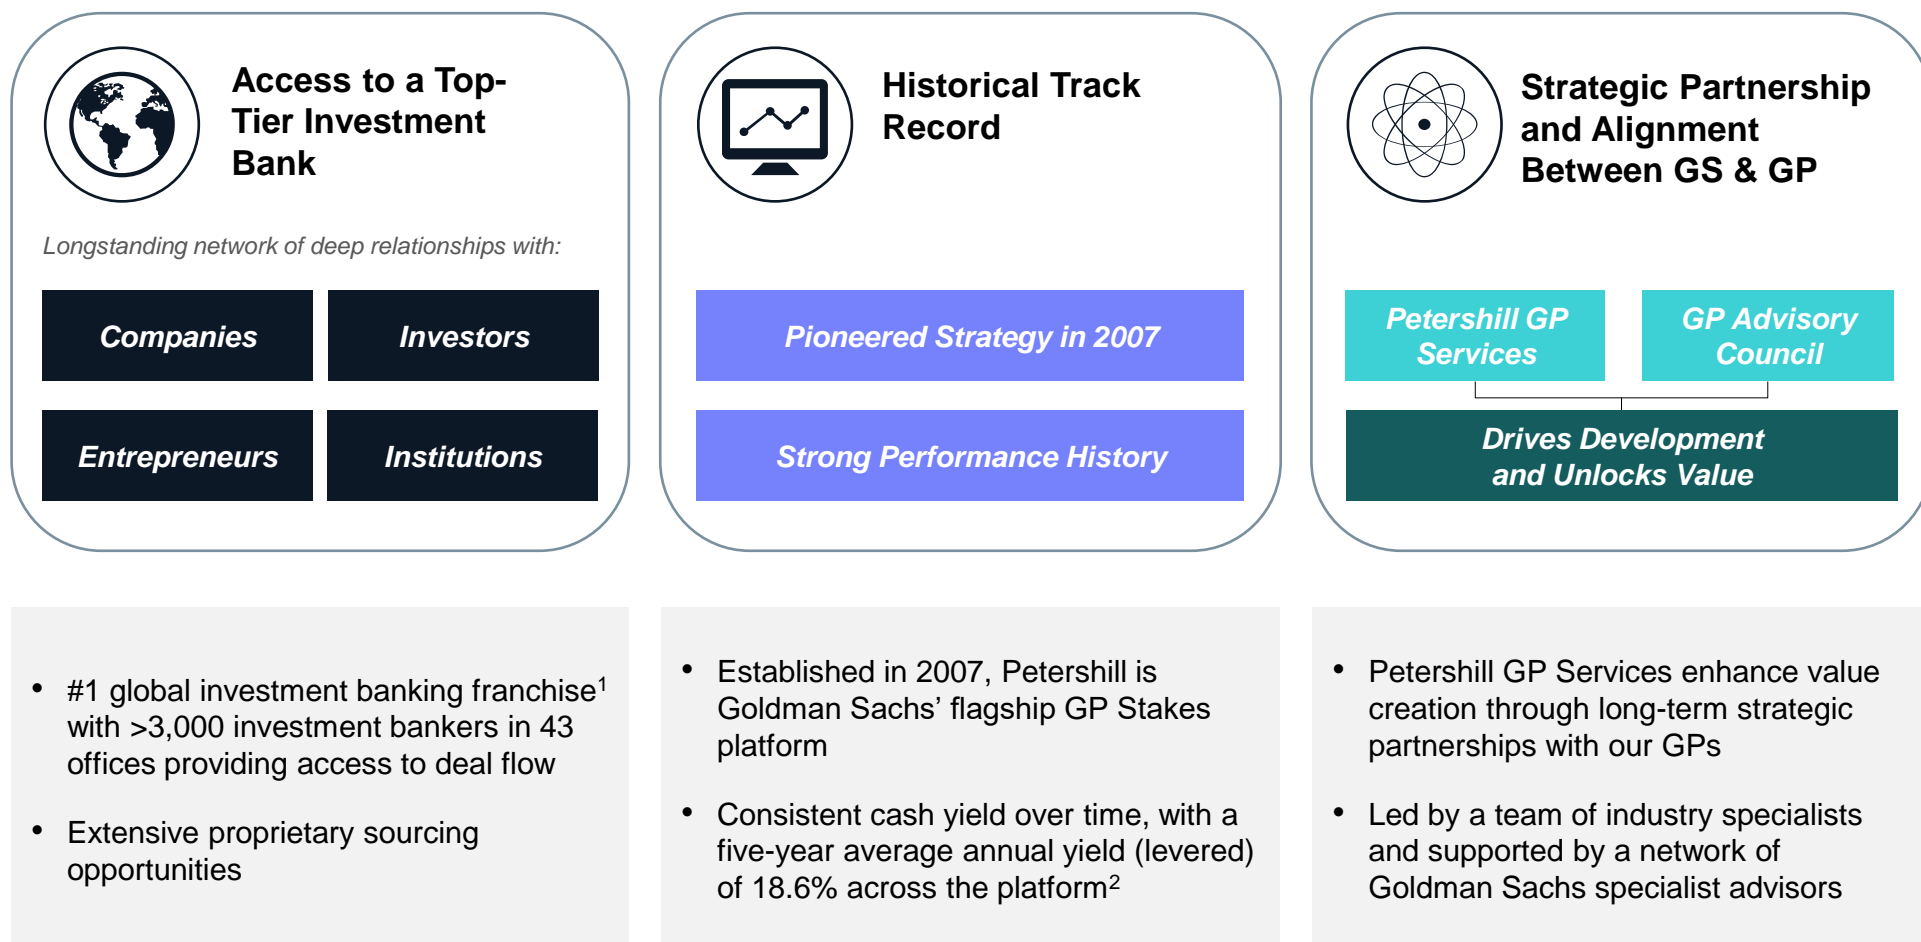 Access to a Top-
Tier Investment
Bank
Longstanding network of deep relationships with:
Companies
Investors
Entrepreneurs
Institutions
Historical Track
Record
Pioneered Strategy in 2007
Strong Performance History
Strategic Partnership
and Alignment
Between GS & GP
Petershill GP
Services
GP Advisory
Council
Drives Development
and Unlocks Value
• #1 global investment banking franchise¹
with >3,000 investment bankers in 43
offices providing access to deal flow
• Extensive proprietary sourcing
opportunities
• Established in 2007, Petershill is
Goldman Sachs’ flagship GP Stakes
platform
• Consistent cash yield over time, with a
five-year average annual yield (levered)
of 18.6% across the platform²
• Petershill GP Services enhance value
creation through long-term strategic
partnerships with our GPs
• Led by a team of industry specialists
and supported by a network of
Goldman Sachs specialist advisors